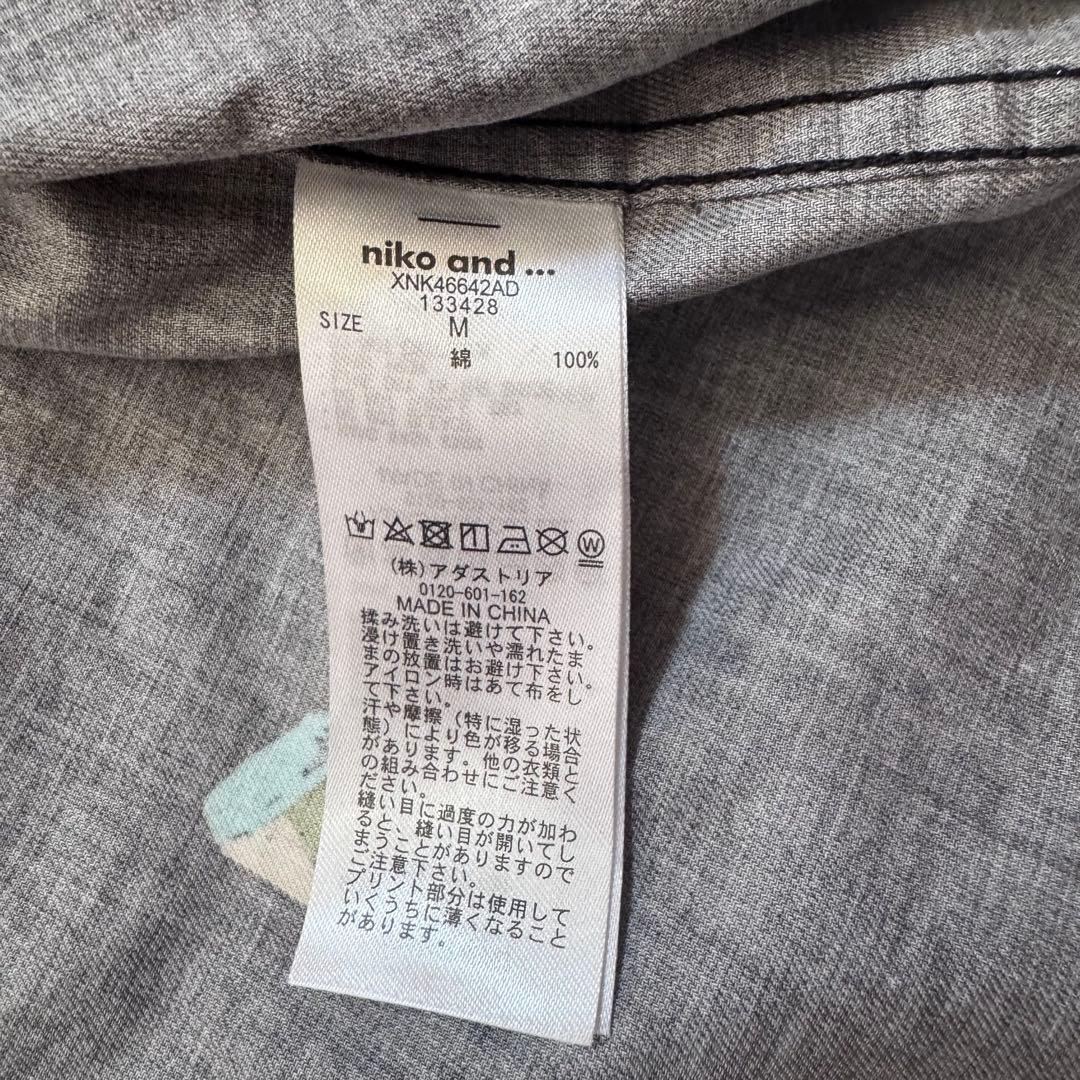 niko and ...
XNK46642AD
133428
SIZE M
綿 100%
W
(株)アダストリア
0120-601-162
MADE IN CHINA
揉み洗いは避けて下さい。
浸け置き洗いや濡れたま
まの放置はお避け下さい。
アイロン時はあて布をし
て下さい。
汗や摩擦(特に湿った状
態)により色が移る場合
があります。他の衣類と
の組み合わせにご注意く
ださい。
縫い目に過度の力が加わ
ると、縫い目が開いてし
まうことがありますので
ご注意下さい。
プリント部分は使用して
いくうちに薄くなること
があります。